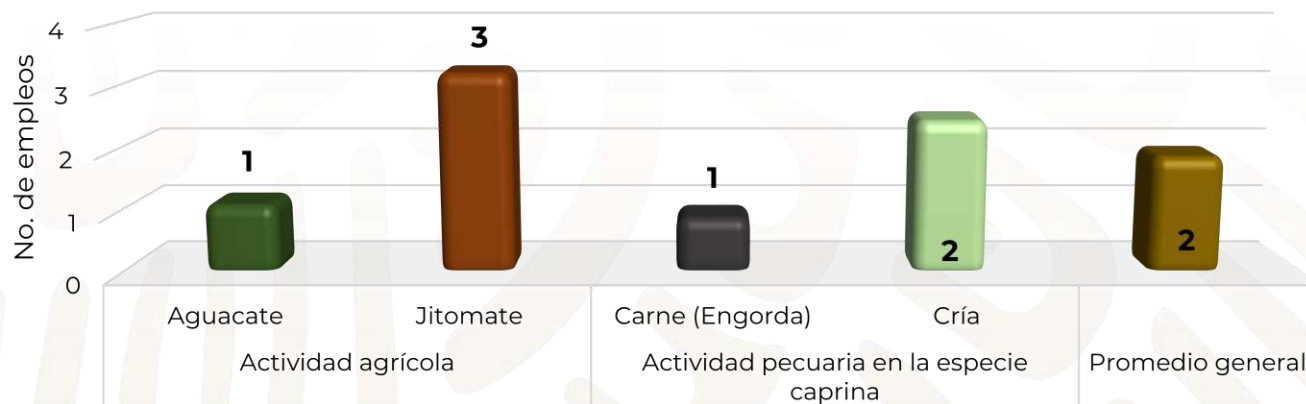 No. de empleos
4
3
2
1
0
1
3
1
2
2
Aguacate
Jitomate
Carne (Engorda)
Cría
Actividad agrícola
Actividad pecuaria en la especie
caprina
Promedio general